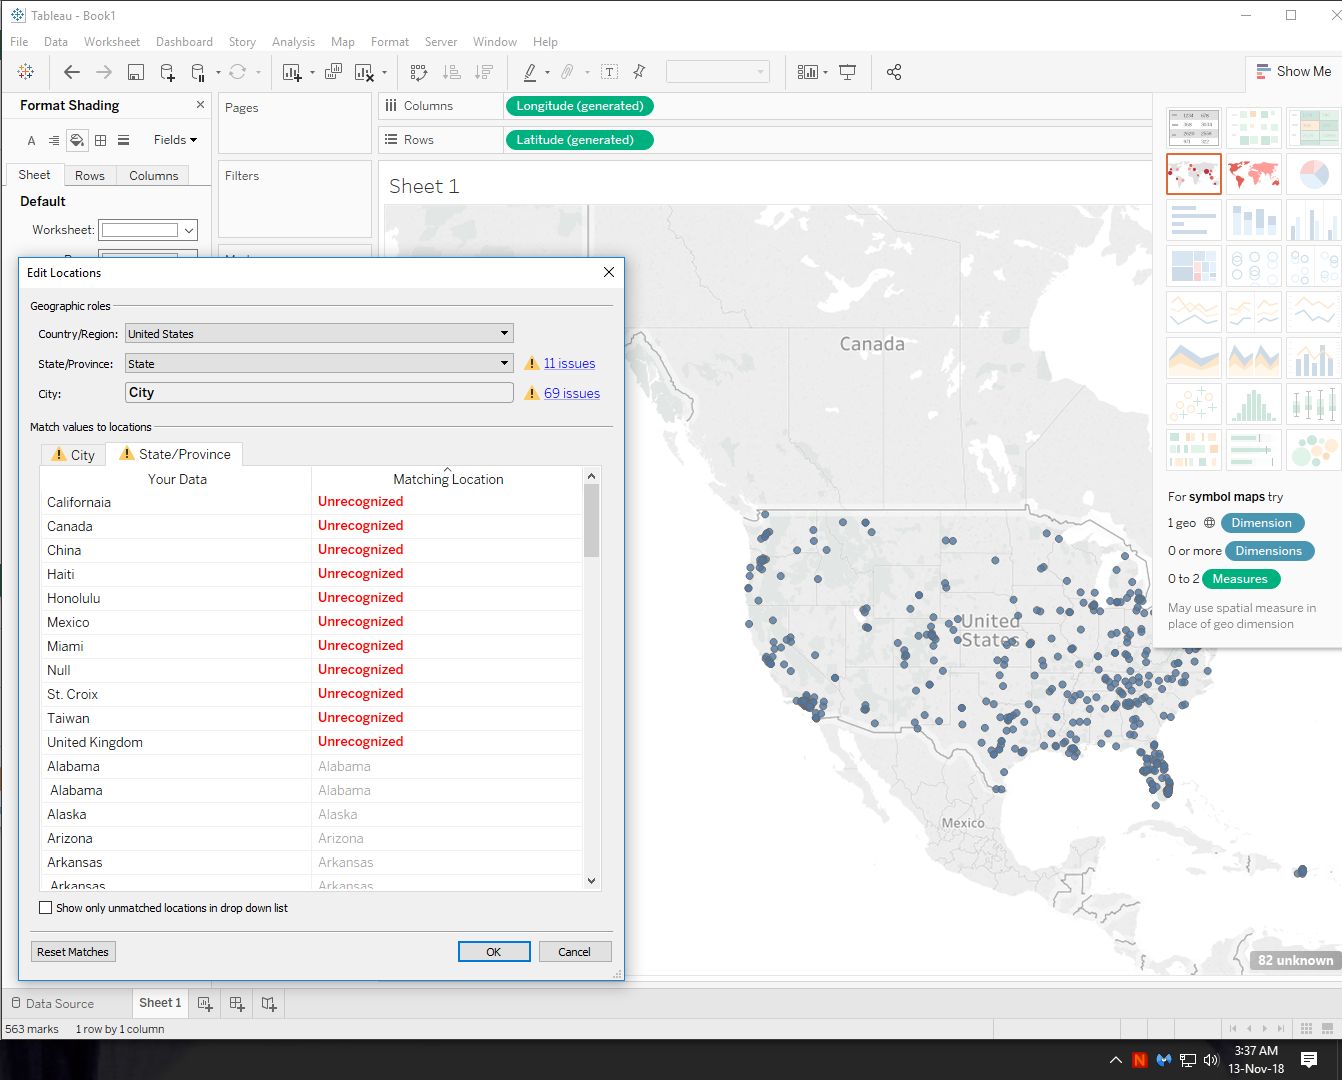 Tableau - Book1
File Data Worksheet Dashboard Story Analysis Map Format Server Window Help
Show Me
Format Shading
Fields
Sheet Rows Columns
Default
Worksheet:
Pages
Filters
Columns Longitude (generated)
Rows Latitude (generated)
Sheet 1
Edit Locations
Geographic roles
Country/Region: United States
State/Province: State 11 issues
City: City 69 issues
Match values to locations
City State/Province
Your Data Matching Location
Californaia Unrecognized
Canada Unrecognized
China Unrecognized
Haiti Unrecognized
Honolulu Unrecognized
Mexico Unrecognized
Miami Unrecognized
Null Unrecognized
St. Croix Unrecognized
Taiwan Unrecognized
United Kingdom Unrecognized
Alabama Alabama
Alabama Alabama
Alaska Alaska
Arizona Arizona
Arkansas Arkansas
Arkansas Arkansas
Show only unmatched locations in drop down list
Reset Matches OK Cancel
Canada
United
States
Mexico
82 unknown
For symbol maps try
1 geo Dimension
0 or more Dimensions
0 to 2 Measures
May use spatial measure in
place of geo dimension
Data Source Sheet 1
563 marks 1 row by 1 column
3:37 AM
13-Nov-18